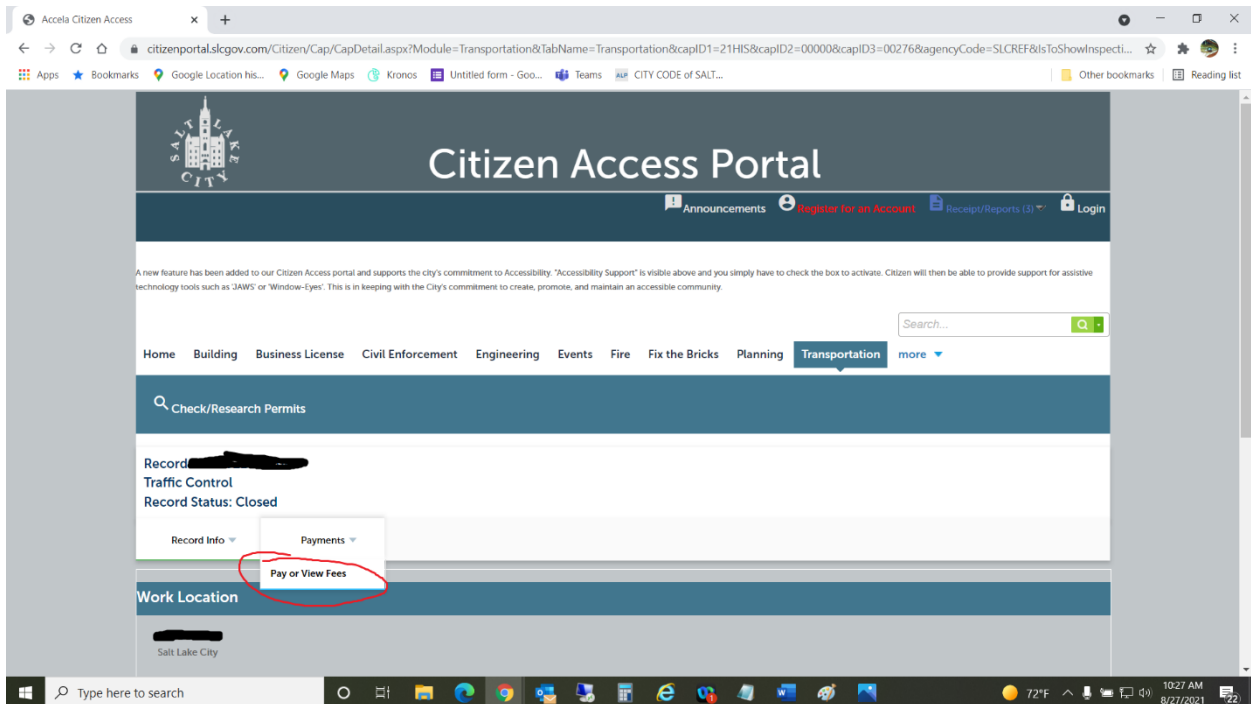 Accela Citizen Access
citizenportal.slcgov.com/Citizen/Cap/CapDetail.aspx?Module=Transportation&TabName=Transportation&capID1=21HIS&capID2=00000&capID3=00276&agencyCode=SLCREF&IsToShowInspecti...
Apps Bookmarks Google Location his... Google Maps Kronos Untitled form - Goo... Teams ALP CITY CODE of SALT... Other bookmarks Reading list
SALT LAKE CITY
Citizen Access Portal
Announcements Register for an Account Receipt/Reports (3) Login
A new feature has been added to our Citizen Access portal and supports the city's commitment to Accessibility. "Accessibility Support" is visible above and you simply have to check the box to activate. Citizen will then be able to provide support for assistive
technology tools such as 'JAWS' or 'Window-Eyes'. This is in keeping with the City's commitment to create, promote, and maintain an accessible community.
Search...
Home Building Business License Civil Enforcement Engineering Events Fire Fix the Bricks Planning Transportation more
Check/Research Permits
Record
Traffic Control
Record Status: Closed
Record Info Payments
Pay or View Fees
Work Location
Salt Lake City
Type here to search
72°F
10:27 AM
8/27/2021
22